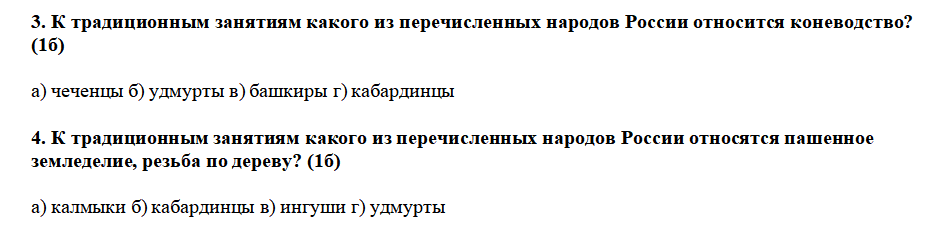 3. К традиционным занятиям какого из перечисленных народов России относится коневодство?
(1б)
а) чеченцы б) удмурты в) башкиры г) кабардинцы
4. К традиционным занятиям какого из перечисленных народов России относятся пашенное
земледелие, резьба по дереву? (1б)
а) калмыки б) кабардинцы в) ингуши г) удмурты